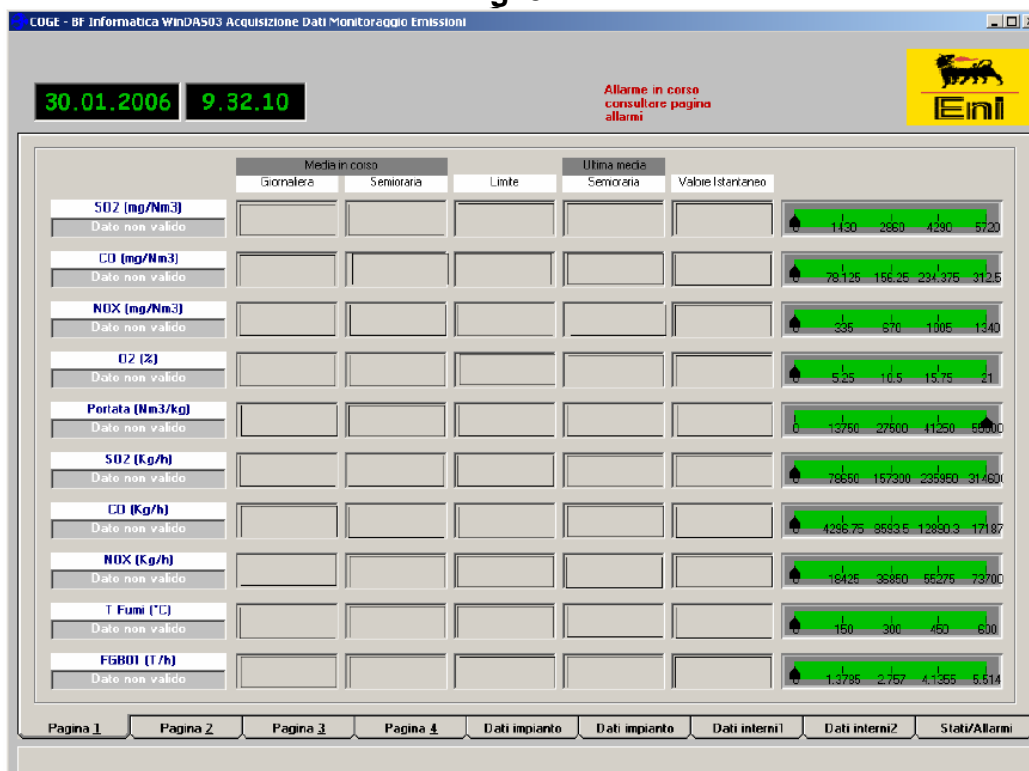 COGE - BF Informatica WinDAS03 Acquisizione Dati Monitoraggio Emissioni
30.01.2006 9.32.10
Allarme in corso
consultare pagina
allarmi
Eni
Media in corso Ultima media
Giornaliera Semioraria Limite Semioraria Valore Istantaneo
SO2 (mg/Nm3)
Dato non valido
0 1430 2860 4290 5720
CO (mg/Nm3)
Dato non valido
0 78.125 156.25 234.375 312.5
NOX (mg/Nm3)
Dato non valido
0 335 670 1005 1340
O2 (%)
Dato non valido
0 5.25 10.5 15.75 21
Portata (Nm3/kg)
Dato non valido
0 13750 27500 41250 55000
SO2 (Kg/h)
Dato non valido
0 78650 157300 235950 314600
CO (Kg/h)
Dato non valido
0 4296.75 8593.5 12890.3 17187
NOX (Kg/h)
Dato non valido
0 18425 36850 55275 73700
T Fumi (°C)
Dato non valido
0 150 300 450 600
FGB01 (T/h)
Dato non valido
0 1.3785 2.757 4.1355 5.514
Pagina 1 Pagina 2 Pagina 3 Pagina 4 Dati impianto Dati impianto Dati interni1 Dati interni2 Stati/Allarmi